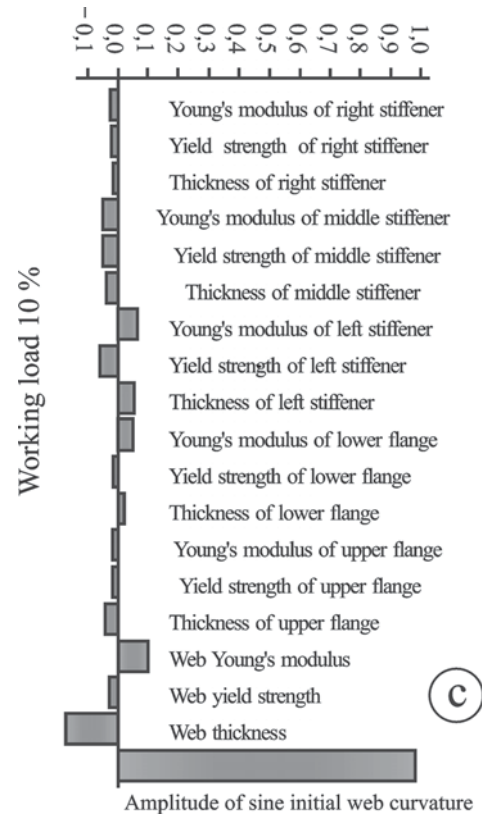 -0,1
0,0
0,1
0,2
0,3
0,4
0,5
0,6
0,7
0,8
0,9
1,0
Young's modulus of right stiffener
Yield strength of right stiffener
Thickness of right stiffener
Young's modulus of middle stiffener
Yield strength of middle stiffener
Thickness of middle stiffener
Young's modulus of left stiffener
Yield strength of left stiffener
Thickness of left stiffener
Young's modulus of lower flange
Yield strength of lower flange
Thickness of lower flange
Young's modulus of upper flange
Yield strength of upper flange
Thickness of upper flange
Web Young's modulus
Web yield strength
Web thickness
Amplitude of sine initial web curvature
Working load 10 %
c